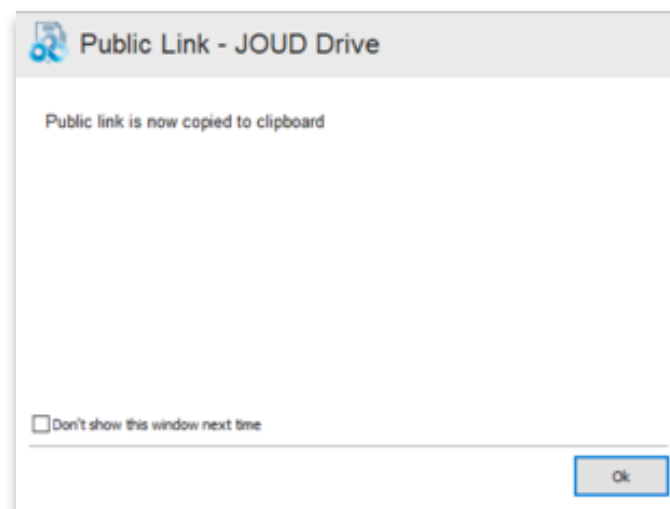 Public Link - JOUD Drive
Public link is now copied to clipboard
Don't show this window next time
Ok